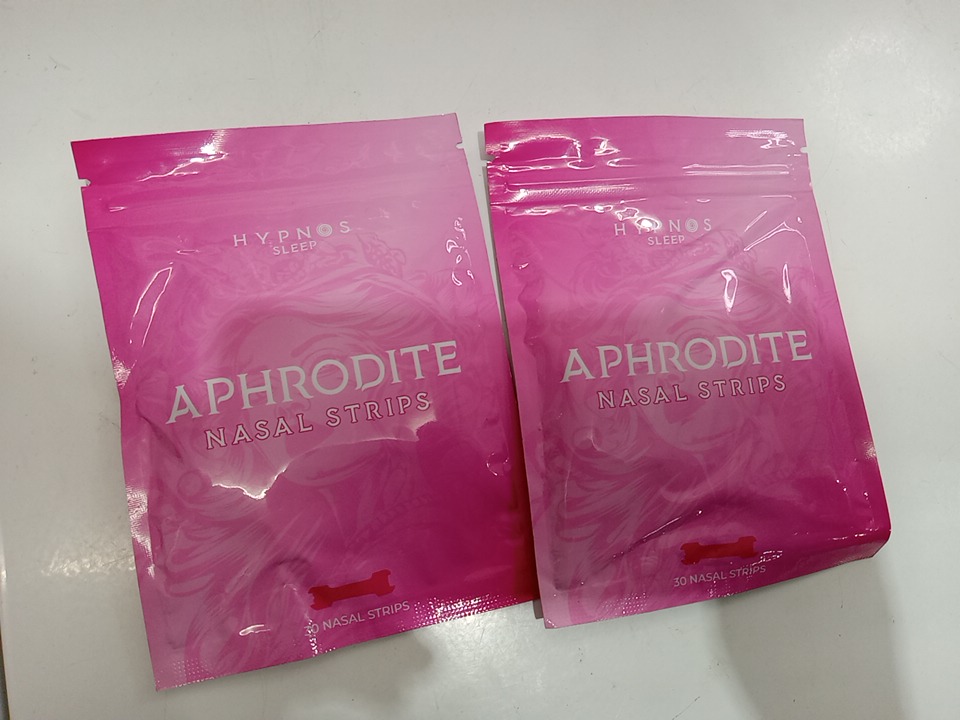 HYPNOS
SLEEP
APHRODITE
NASAL STRIPS
30 NASAL STRIPS
HYPNOS
SLEEP
APHRODITE
NASAL STRIPS
30 NASAL STRIPS